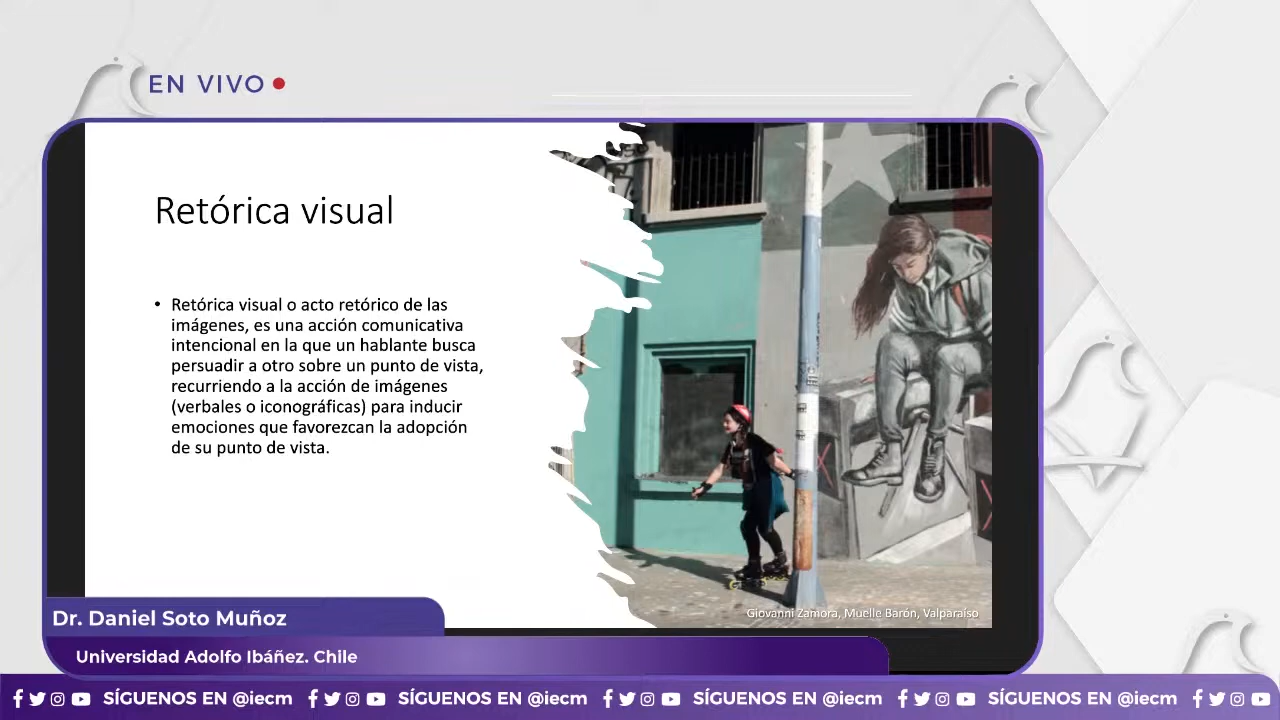 EN VIVO
Retórica visual
• Retórica visual o acto retórico de las
imágenes, es una acción comunicativa
intencional en la que un hablante busca
persuadir a otro sobre un punto de vista,
recurriendo a la acción de imágenes
(verbales o iconográficas) para inducir
emociones que favorezcan la adopción
de su punto de vista.
Giovanni Zamora, Muelle Barón, Valparaíso
Dr. Daniel Soto Muñoz
Universidad Adolfo Ibáñez. Chile
SÍGUENOS EN @iecm SÍGUENOS EN @iecm SÍGUENOS EN @iecm SÍGUENOS EN @iecm